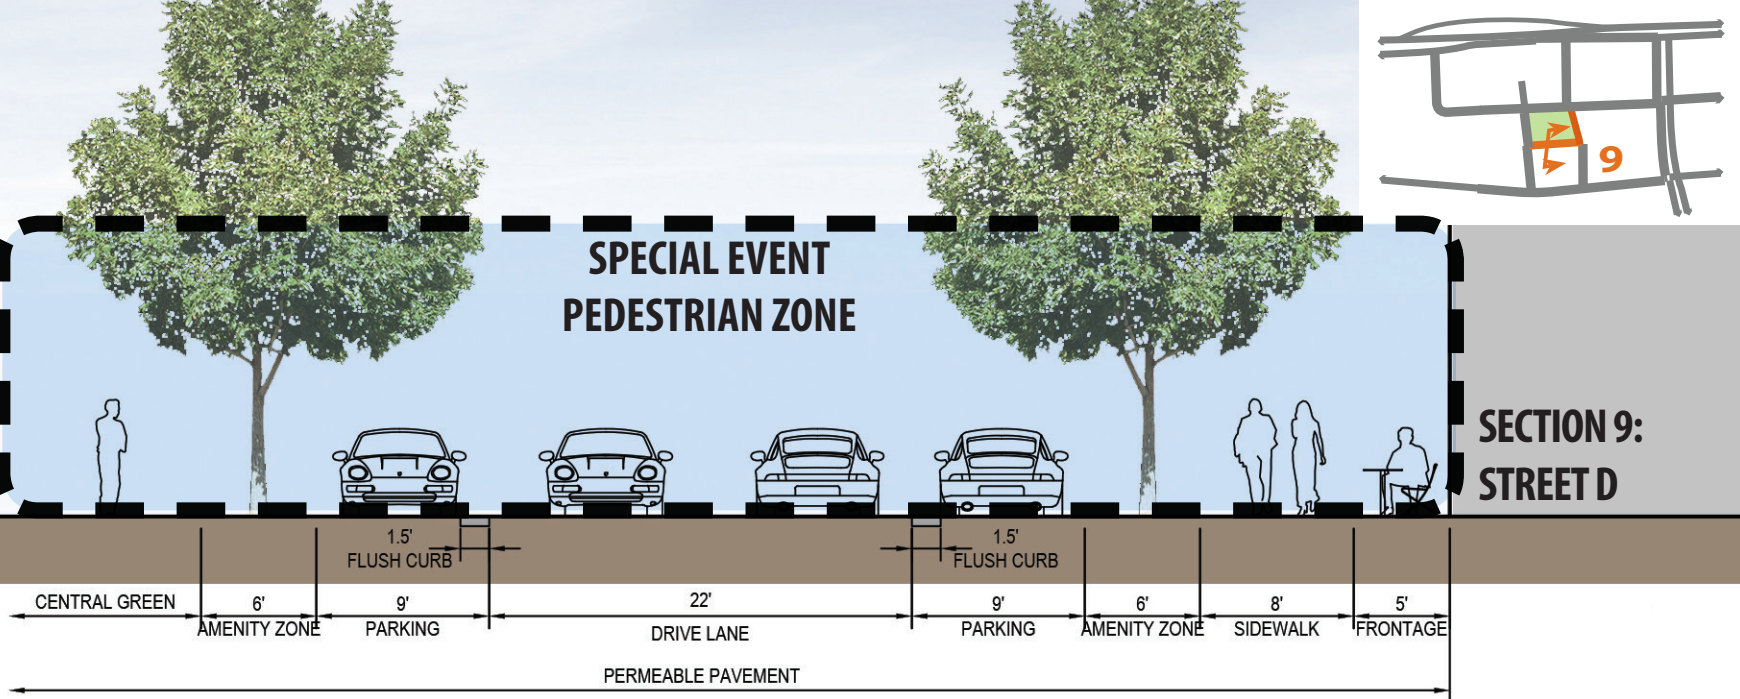 9
SPECIAL EVENT
PEDESTRIAN ZONE
SECTION 9:
STREET D
1.5'
FLUSH CURB
1.5'
FLUSH CURB
CENTRAL GREEN
6'
AMENITY ZONE
9'
PARKING
22'
DRIVE LANE
9'
PARKING
6'
AMENITY ZONE
8'
SIDEWALK
5'
FRONTAGE
PERMEABLE PAVEMENT